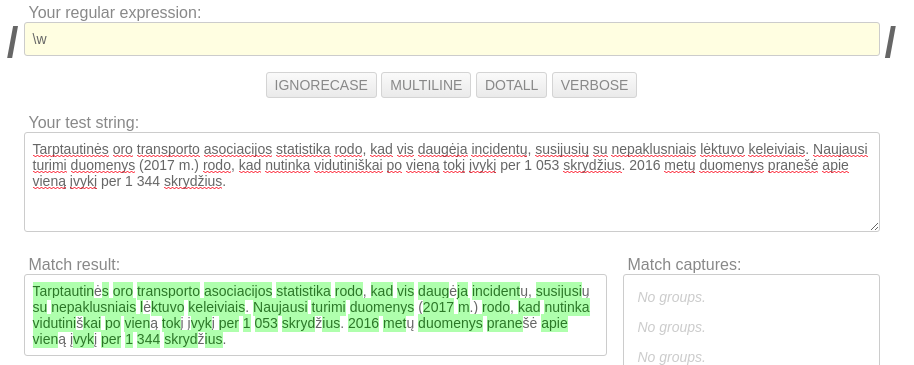 Your regular expression:
/ \w /
IGNORECASE MULTILINE DOTALL VERBOSE
Your test string:
Tarptautinės oro transporto asociacijos statistika rodo, kad vis daugėja incidentų, susijusių su nepaklusniais lėktuvo keleiviais. Naujausi
turimi duomenys (2017 m.) rodo, kad nutinka vidutiniškai po vieną tokį įvykį per 1 053 skrydžius. 2016 metų duomenys pranešė apie
vieną įvykį per 1 344 skrydžius.
Match result:
Tarptautinės oro transporto asociacijos statistika rodo, kad vis daugėja incidentų, susijusių
su nepaklusniais lėktuvo keleiviais. Naujausi turimi duomenys (2017 m.) rodo, kad nutinka
vidutiniškai po vieną tokį įvykį per 1 053 skrydžius. 2016 metų duomenys pranešė apie
vieną įvykį per 1 344 skrydžius.
Match captures:
No groups.
No groups.
No groups.